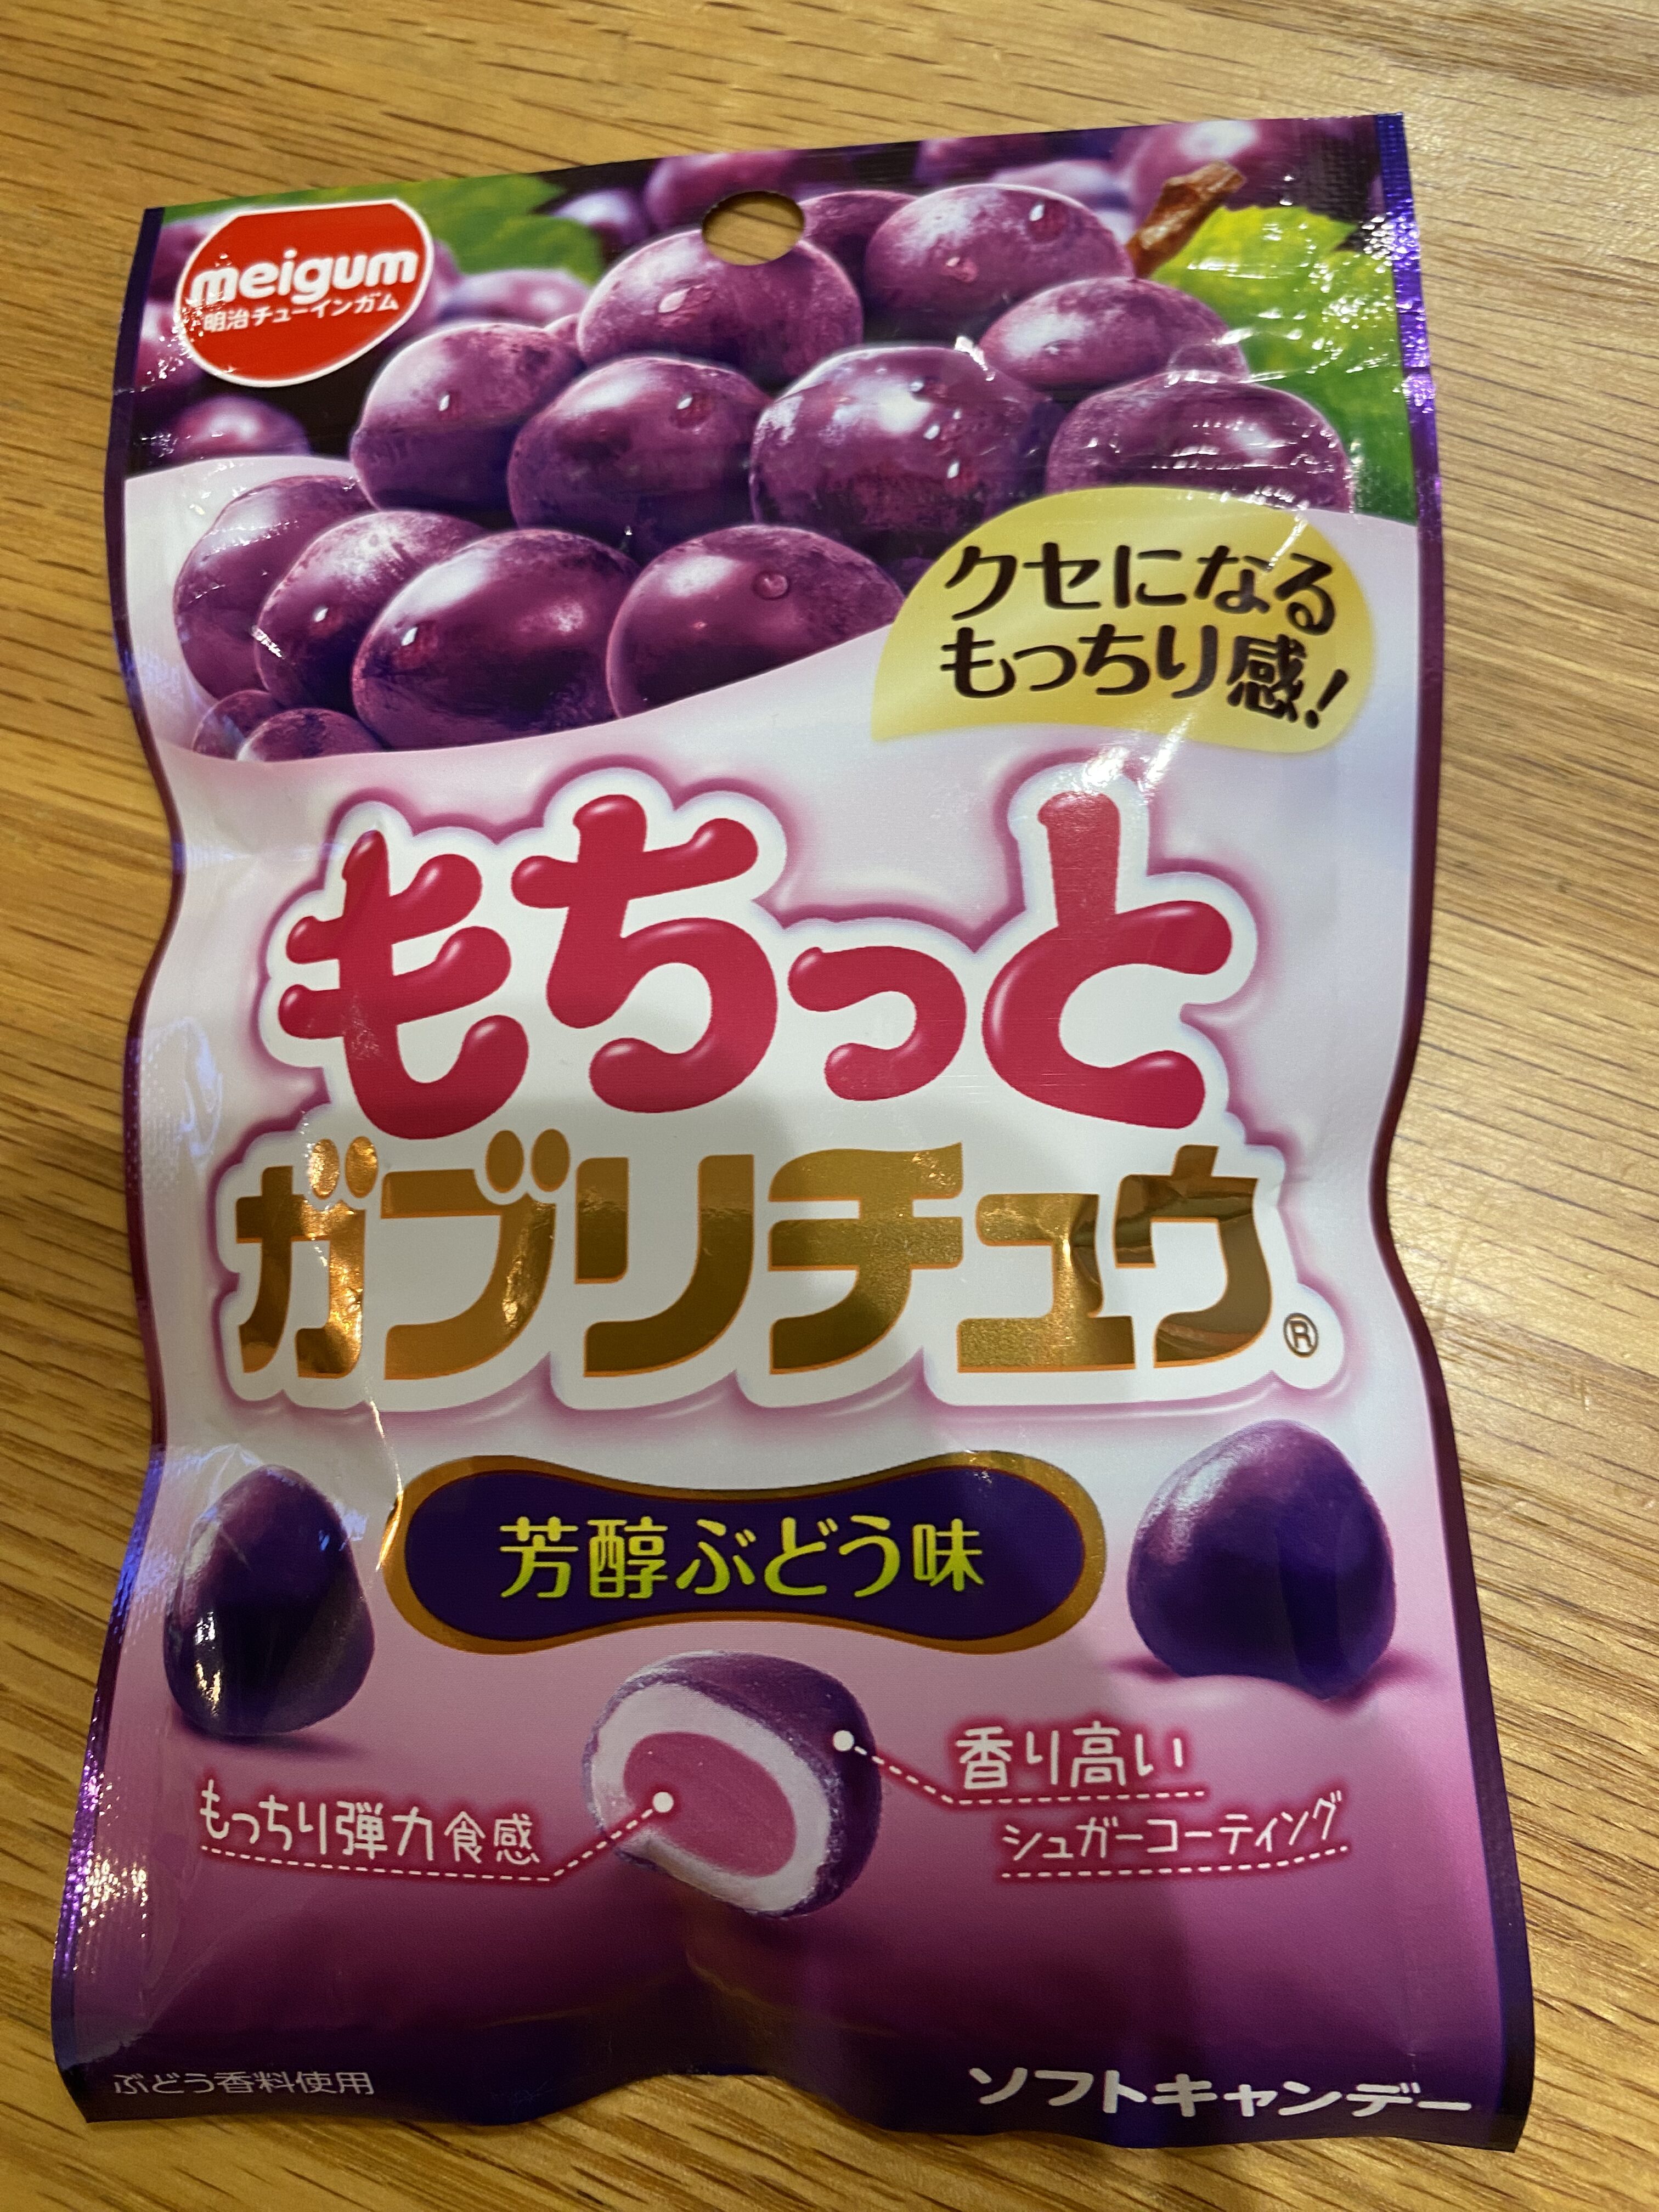 meigum
明治チューインガム
クセになる
もっちり感!
もちっと
ガブリチュウ®
芳醇ぶどう味
香り高い
シュガーコーティング
もっちり弾力食感
ぶどう香料使用
ソフトキャンデー